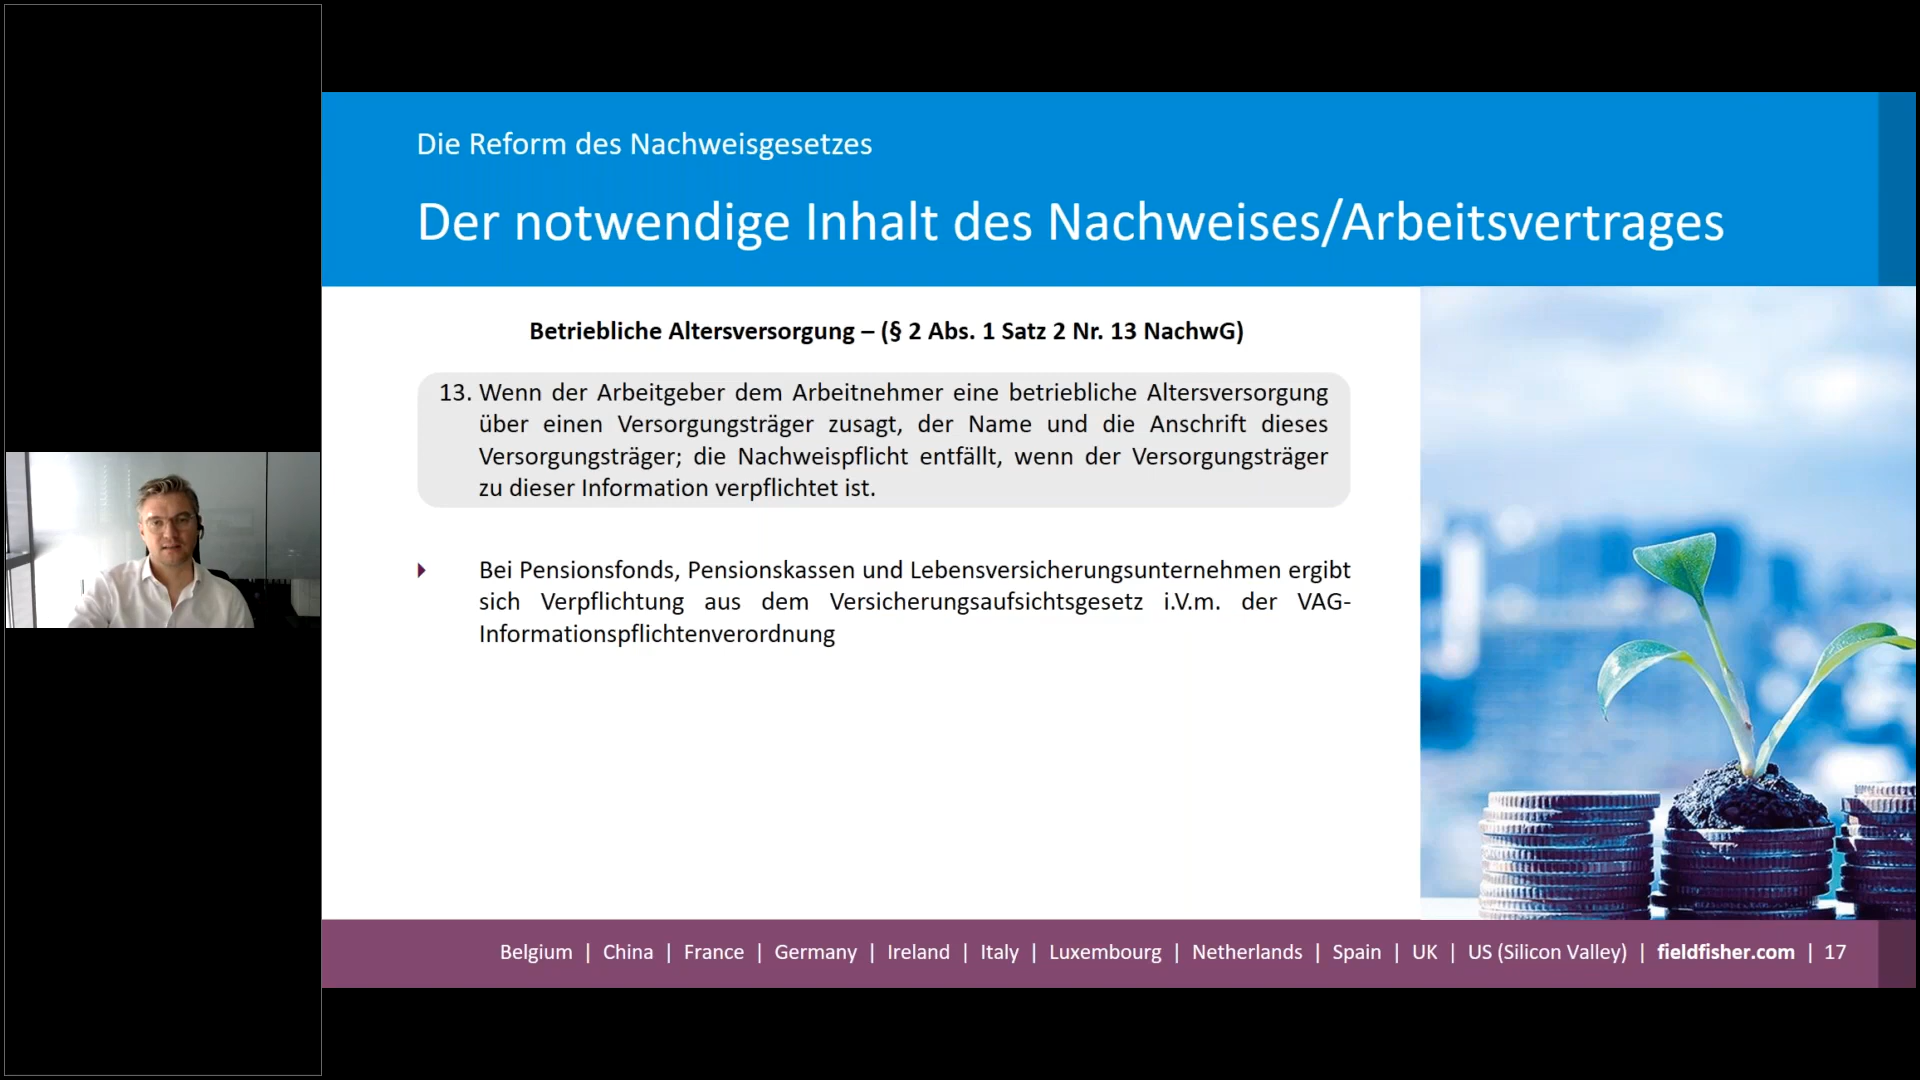 Die Reform des Nachweisgesetzes
Der notwendige Inhalt des Nachweises/Arbeitsvertrages
Betriebliche Altersversorgung – (§ 2 Abs. 1 Satz 2 Nr. 13 NachwG)
13. Wenn der Arbeitgeber dem Arbeitnehmer eine betriebliche Altersversorgung
über einen Versorgungsträger zusagt, der Name und die Anschrift dieses
Versorgungsträger; die Nachweispflicht entfällt, wenn der Versorgungsträger
zu dieser Information verpflichtet ist.
Bei Pensionsfonds, Pensionskassen und Lebensversicherungsunternehmen ergibt
sich Verpflichtung aus dem Versicherungsaufsichtsgesetz i.V.m. der VAG-
Informationspflichtenverordnung
Belgium | China | France | Germany | Ireland | Italy | Luxembourg | Netherlands | Spain | UK | US (Silicon Valley) | fieldfisher.com | 17